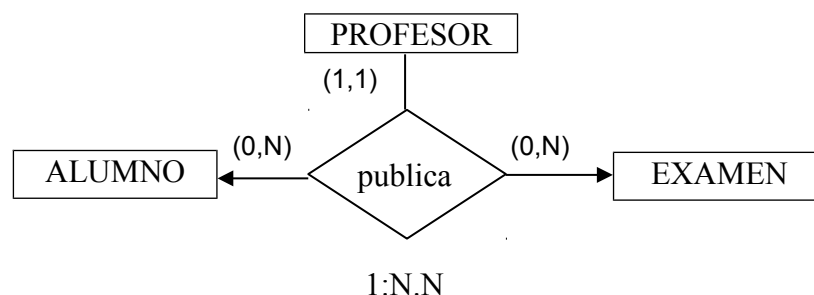 PROFESOR
(1,1)
(0,N) (0,N)
ALUMNO publica EXAMEN
1:N.N